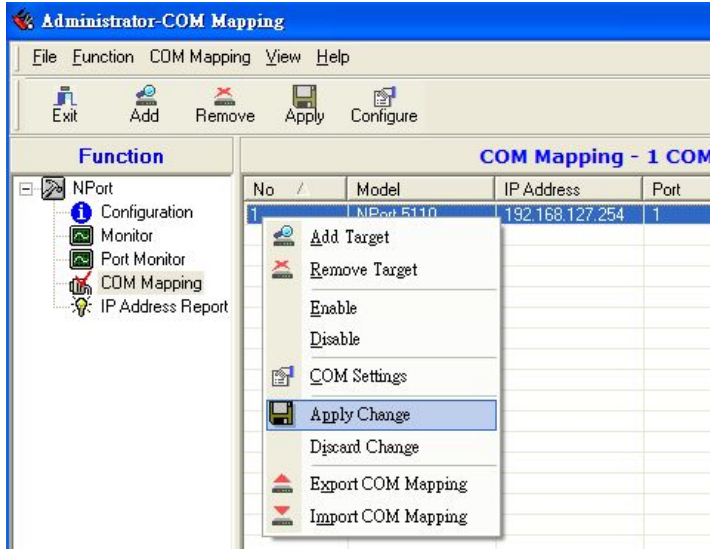 Administrator-COM Mapping
File Function COM Mapping View Help
Exit Add Remove Apply Configure
Function
COM Mapping - 1 COM
NPort
Configuration
Monitor
Port Monitor
COM Mapping
IP Address Report
No Model IP Address Port
1 NPort 5110 192.168.127.254 1
Add Target
Remove Target
Enable
Disable
COM Settings
Apply Change
Discard Change
Export COM Mapping
Import COM Mapping